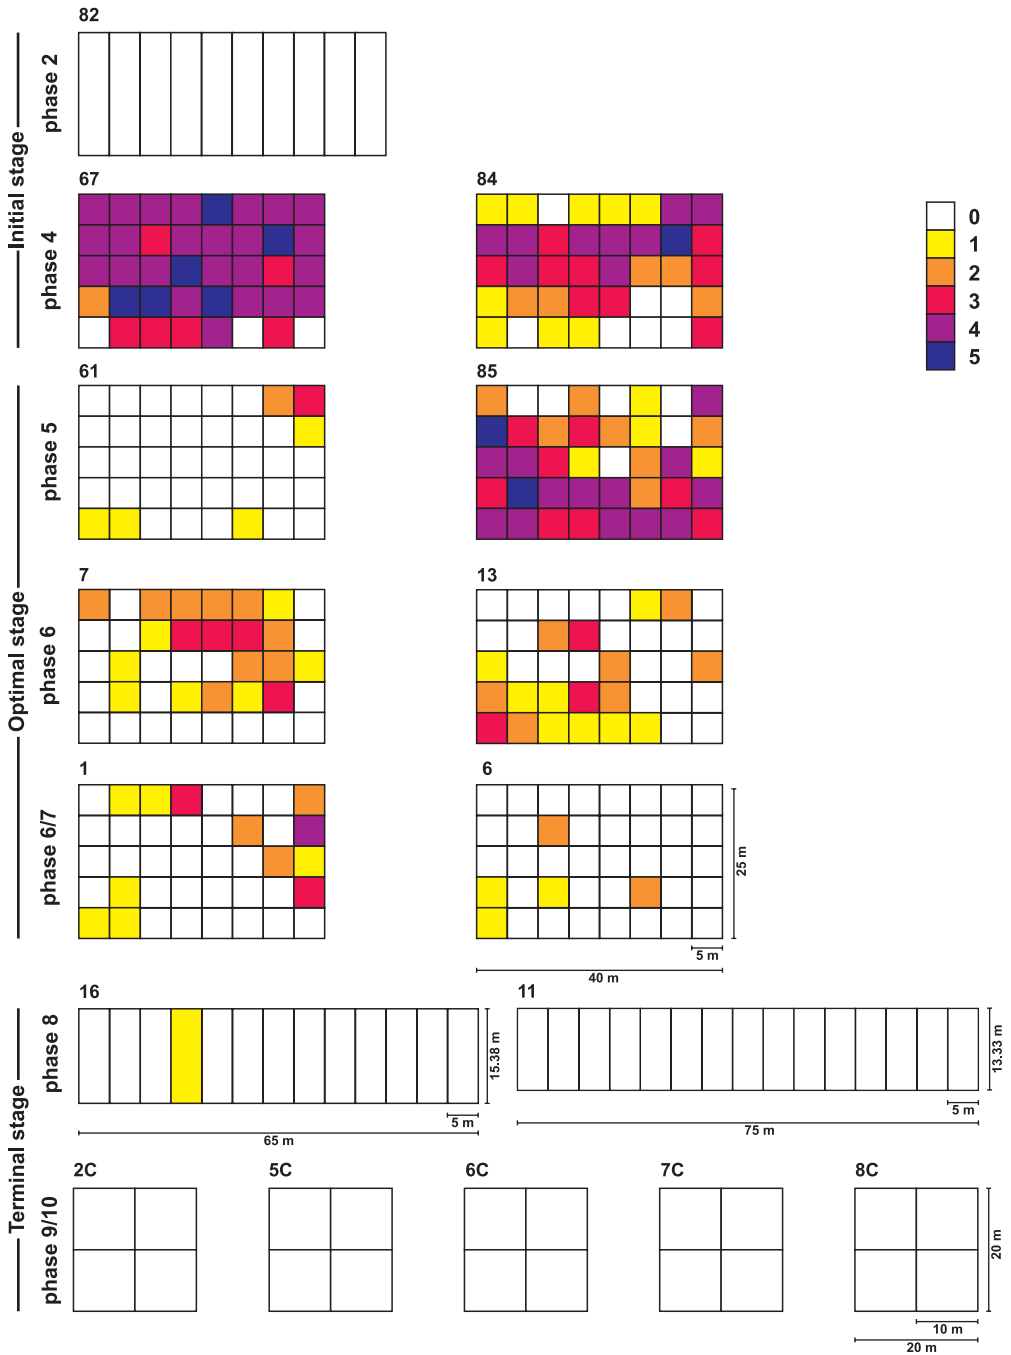 82
Initial stage
phase 2
67
84
phase 4
0
1
2
3
4
5
61
85
Optimal stage
phase 5
7
13
phase 6
1
6
phase 6/7
25 m
5 m
40 m
16
11
Terminal stage
phase 8
15.38 m
13.33 m
5 m
5 m
65 m
75 m
2C
5C
6C
7C
8C
phase 9/10
20 m
10 m
20 m